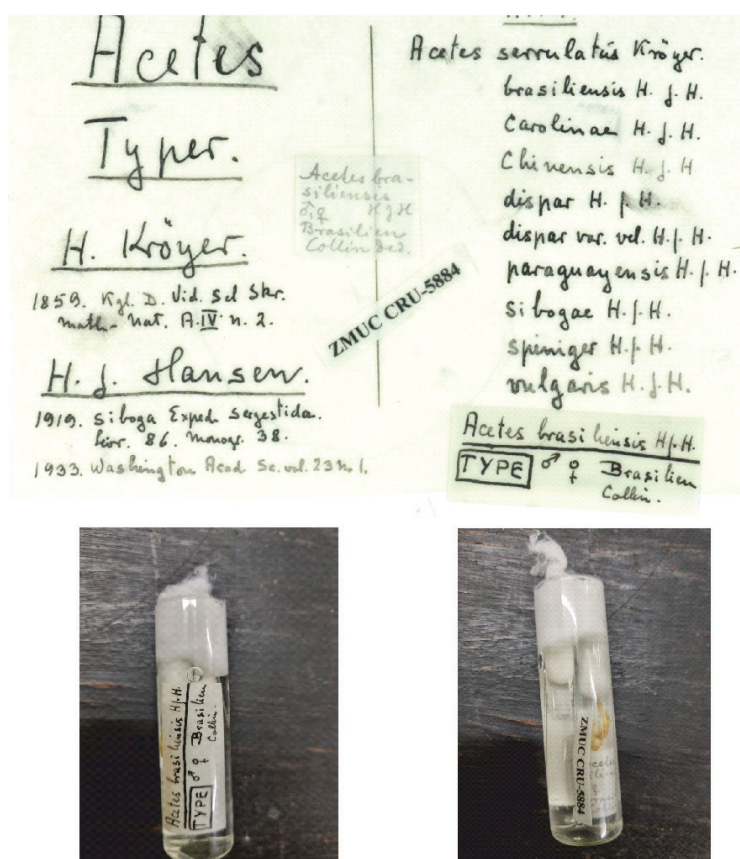 Acetes
Typer.
H. Kröyer.
1859. Kgl. D. Vid. Sel Skr.
math- Nat. A.IV n. 2.
H. J. Hansen.
1919. Siboga Exped. Sergestidae.
Livr. 86. Monogr. 38.
1933. Washington Acad Sc. vol. 23 n. 1.
Acetes bra-
siliensis
♂,♀ H J H
Brasilien
Collin ded.
ZMUC CRU-5884
Acetes serrulatus Kröyer.
brasiliensis H. J. H.
Carolinae H. J. H.
Chinensis H. J. H
dispar H. J. H.
dispar var. vel. H. J. H.
paraguayensis H. J. H.
sibogae H. J. H.
spiniger H. J. H.
vulgaris H. J. H.
Acetes brasiliensis HJ.H.
TYPE ♂ ♀ Brasilien
Collin.
Acetes brasiliensis HJ.H.
TYPE ♂ ♀ Brasilien
Collin.
ZMUC CRU-5884